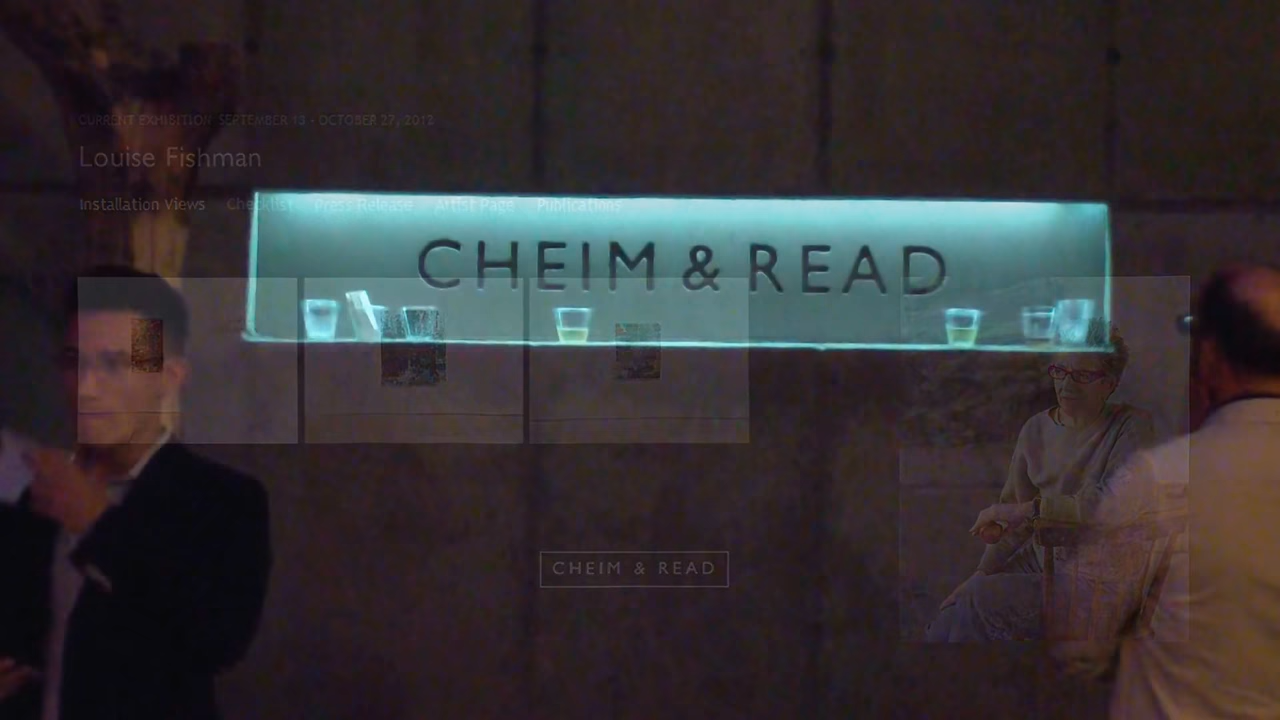 CURRENT EXHIBITION SEPTEMBER 13 - OCTOBER 27, 2012
Louise Fishman
Installation Views Checklist Press Release Artist Page Publications
CHEIM & READ
CHEIM & READ